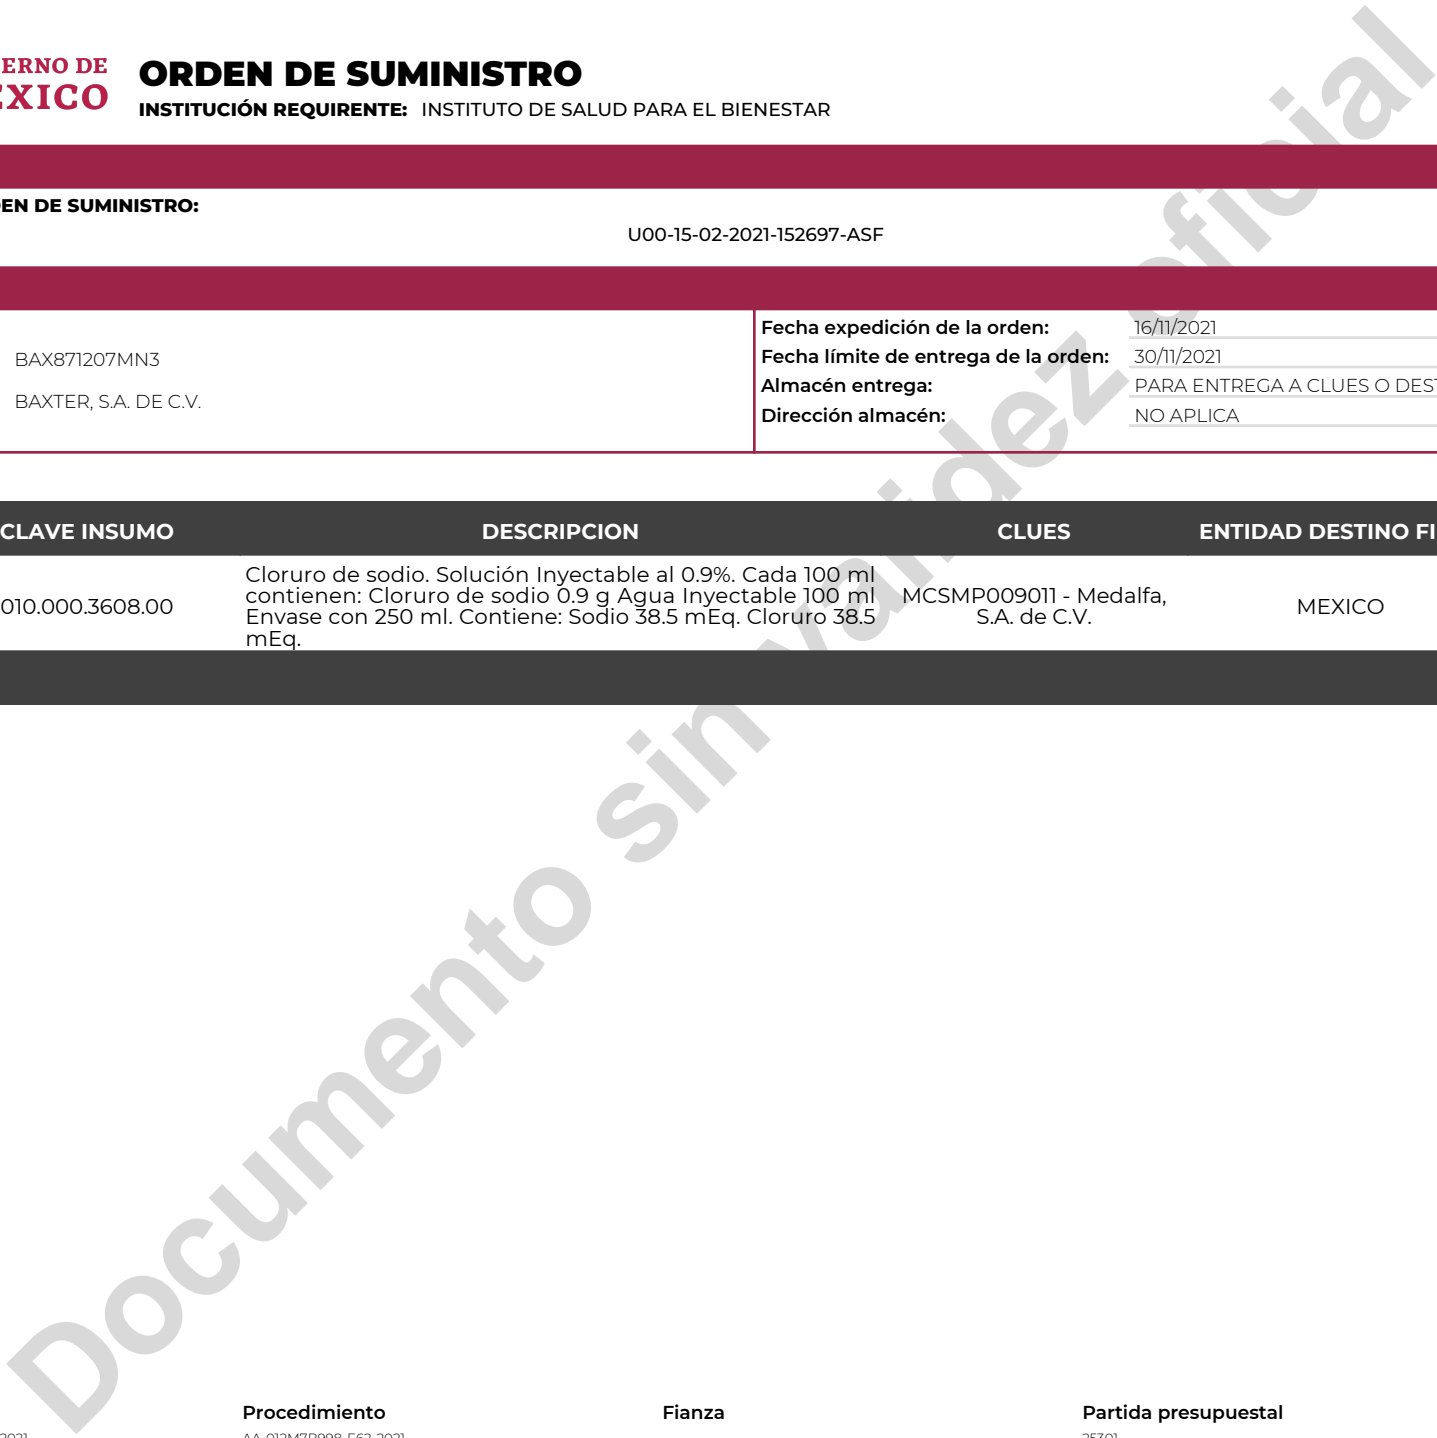 ERNO DE
EXICO
ORDEN DE SUMINISTRO
INSTITUCIÓN REQUIRENTE: INSTITUTO DE SALUD PARA EL BIENESTAR
EN DE SUMINISTRO:
U00-15-02-2021-152697-ASF
BAX871207MN3
BAXTER, S.A. DE C.V.
Fecha expedición de la orden: 16/11/2021
Fecha límite de entrega de la orden: 30/11/2021
Almacén entrega: PARA ENTREGA A CLUES O DEST
Dirección almacén: NO APLICA
CLAVE INSUMO DESCRIPCION CLUES ENTIDAD DESTINO FI
010.000.3608.00
Cloruro de sodio. Solución Inyectable al 0.9%. Cada 100 ml
contienen: Cloruro de sodio 0.9 g Agua Inyectable 100 ml
Envase con 250 ml. Contiene: Sodio 38.5 mEq. Cloruro 38.5
mEq.
MCSMP009011 - Medalfa,
S.A. de C.V.
MEXICO
Documento sin validez oficial
Procedimiento Fianza Partida presupuestal